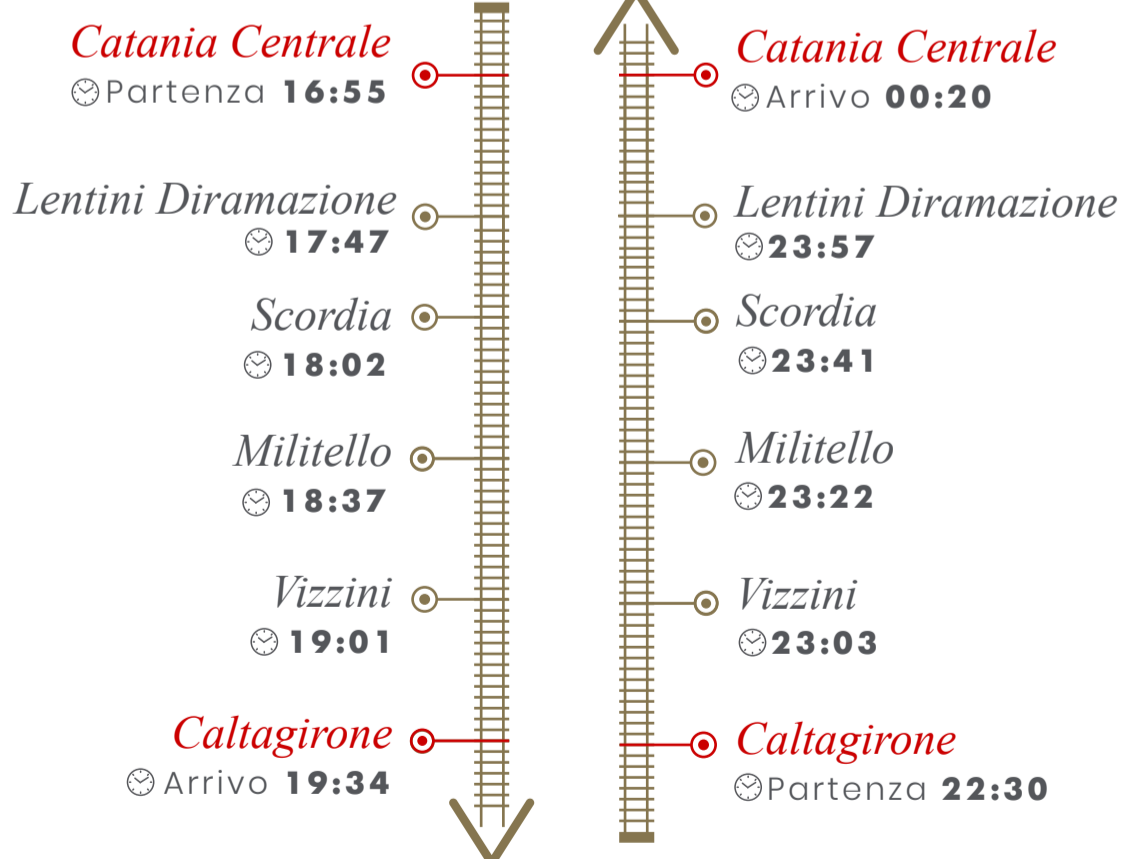 Catania Centrale
Partenza 16:55
Lentini Diramazione
17:47
Scordia
18:02
Militello
18:37
Vizzini
19:01
Caltagirone
Arrivo 19:34
Catania Centrale
Arrivo 00:20
Lentini Diramazione
23:57
Scordia
23:41
Militello
23:22
Vizzini
23:03
Caltagirone
Partenza 22:30